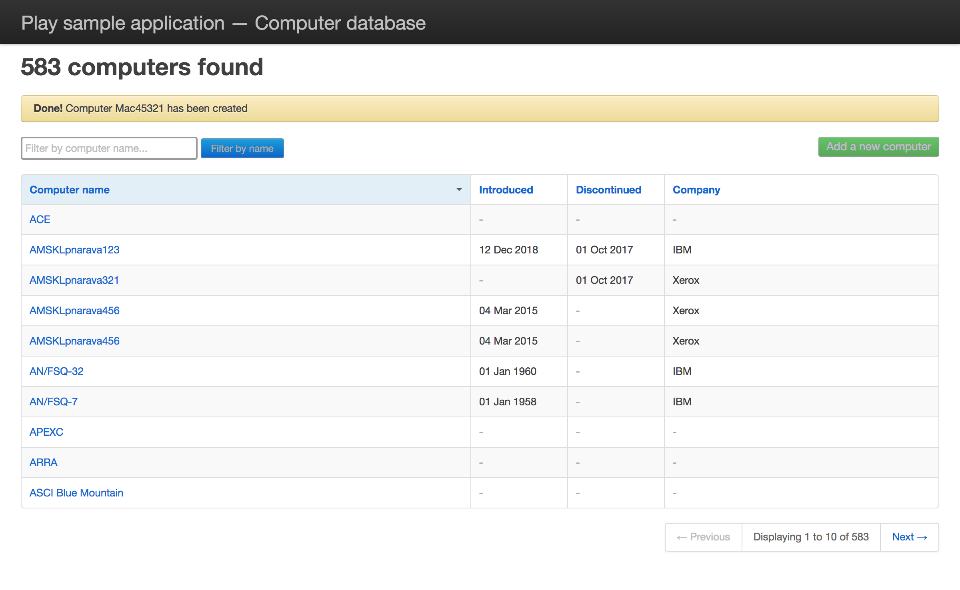 Play sample application — Computer database
583 computers found
Done! Computer Mac45321 has been created
Filter by computer name... Filter by name Add a new computer
Computer name Introduced Discontinued Company
ACE - - -
AMSKLpnarava123 12 Dec 2018 01 Oct 2017 IBM
AMSKLpnarava321 - 01 Oct 2017 Xerox
AMSKLpnarava456 04 Mar 2015 - Xerox
AMSKLpnarava456 04 Mar 2015 - Xerox
AN/FSQ-32 01 Jan 1960 - IBM
AN/FSQ-7 01 Jan 1958 - IBM
APEXC - - -
ARRA - - -
ASCI Blue Mountain - - -
← Previous Displaying 1 to 10 of 583 Next →